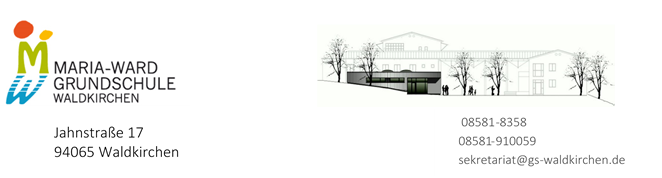 MARIA-WARD
GRUNDSCHULE
WALDKIRCHEN
Jahnstraße 17
94065 Waldkirchen
08581-8358
08581-910059
sekretariat@gs-waldkirchen.de